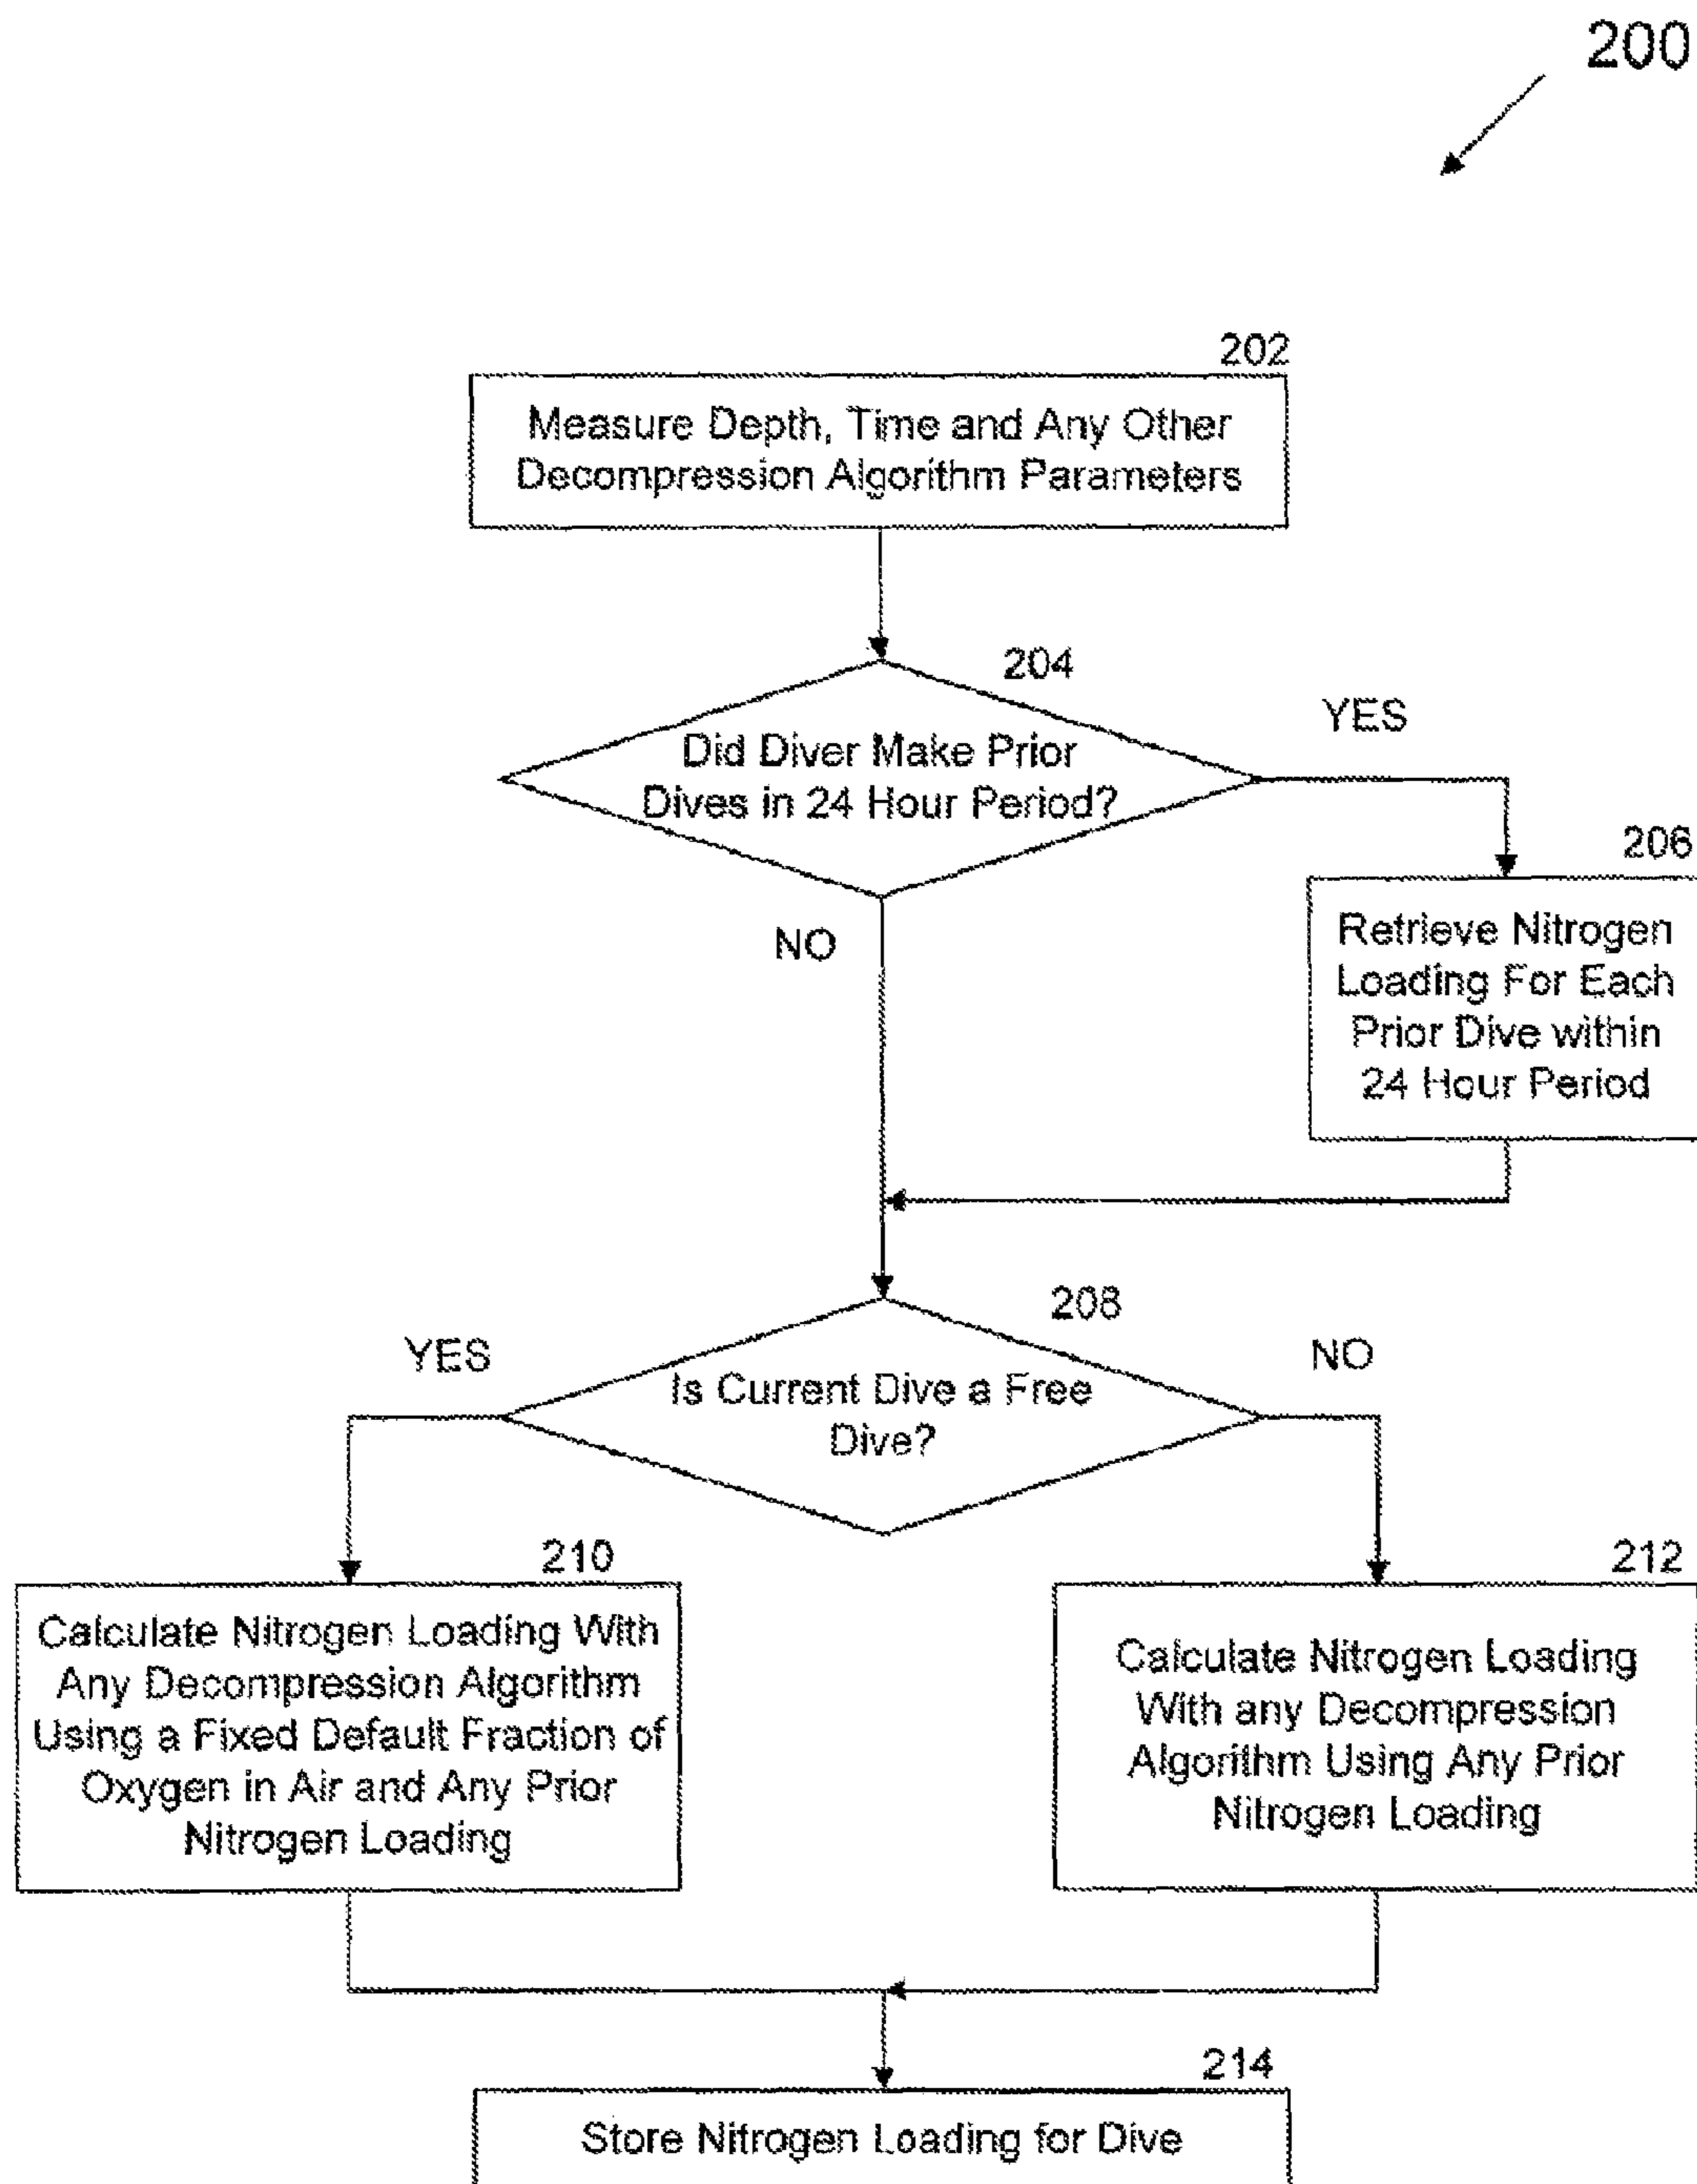 200
202
Measure Depth, Time and Any Other
Decompression Algorithm Parameters
204
Did Diver Make Prior
Dives in 24 Hour Period?
YES
NO
206
Retrieve Nitrogen
Loading For Each
Prior Dive within
24 Hour Period
208
Is Current Dive a Free
Dive?
YES
NO
210
Calculate Nitrogen Loading With
Any Decompression Algorithm
Using a Fixed Default Fraction of
Oxygen in Air and Any Prior
Nitrogen Loading
212
Calculate Nitrogen Loading
With any Decompression
Algorithm Using Any Prior
Nitrogen Loading
214
Store Nitrogen Loading for Dive